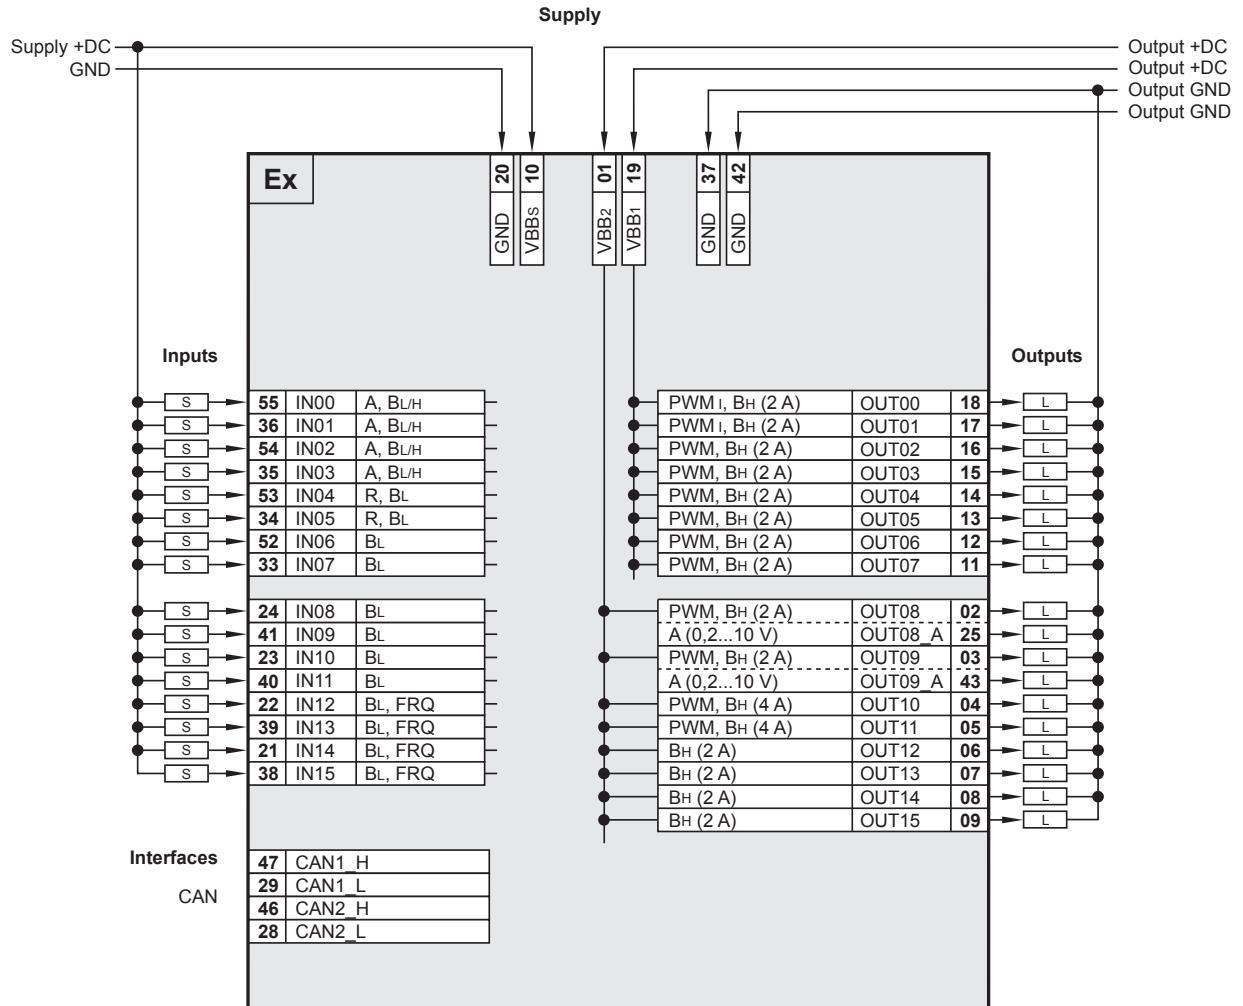 Supply
Supply +DC
GND
Output +DC
Output +DC
Output GND
Output GND
Ex
20 GND
10 VBBS
01 VBB2
19 VBB1
37 GND
42 GND
Inputs
Outputs
S 55 IN00 A, BL/H
S 36 IN01 A, BL/H
S 54 IN02 A, BL/H
S 35 IN03 A, BL/H
S 53 IN04 R, BL
S 34 IN05 R, BL
S 52 IN06 BL
S 33 IN07 BL
S 24 IN08 BL
S 41 IN09 BL
S 23 IN10 BL
S 40 IN11 BL
S 22 IN12 BL, FRQ
S 39 IN13 BL, FRQ
S 21 IN14 BL, FRQ
S 38 IN15 BL, FRQ
PWM I, BH (2 A) OUT00 18 L
PWM I, BH (2 A) OUT01 17 L
PWM, BH (2 A) OUT02 16 L
PWM, BH (2 A) OUT03 15 L
PWM, BH (2 A) OUT04 14 L
PWM, BH (2 A) OUT05 13 L
PWM, BH (2 A) OUT06 12 L
PWM, BH (2 A) OUT07 11 L
PWM, BH (2 A) OUT08 02 L
A (0,2...10 V) OUT08_A 25 L
PWM, BH (2 A) OUT09 03 L
A (0,2...10 V) OUT09_A 43 L
PWM, BH (4 A) OUT10 04 L
PWM, BH (4 A) OUT11 05 L
BH (2 A) OUT12 06 L
BH (2 A) OUT13 07 L
BH (2 A) OUT14 08 L
BH (2 A) OUT15 09 L
Interfaces
CAN
47 CAN1_H
29 CAN1_L
46 CAN2_H
28 CAN2_L